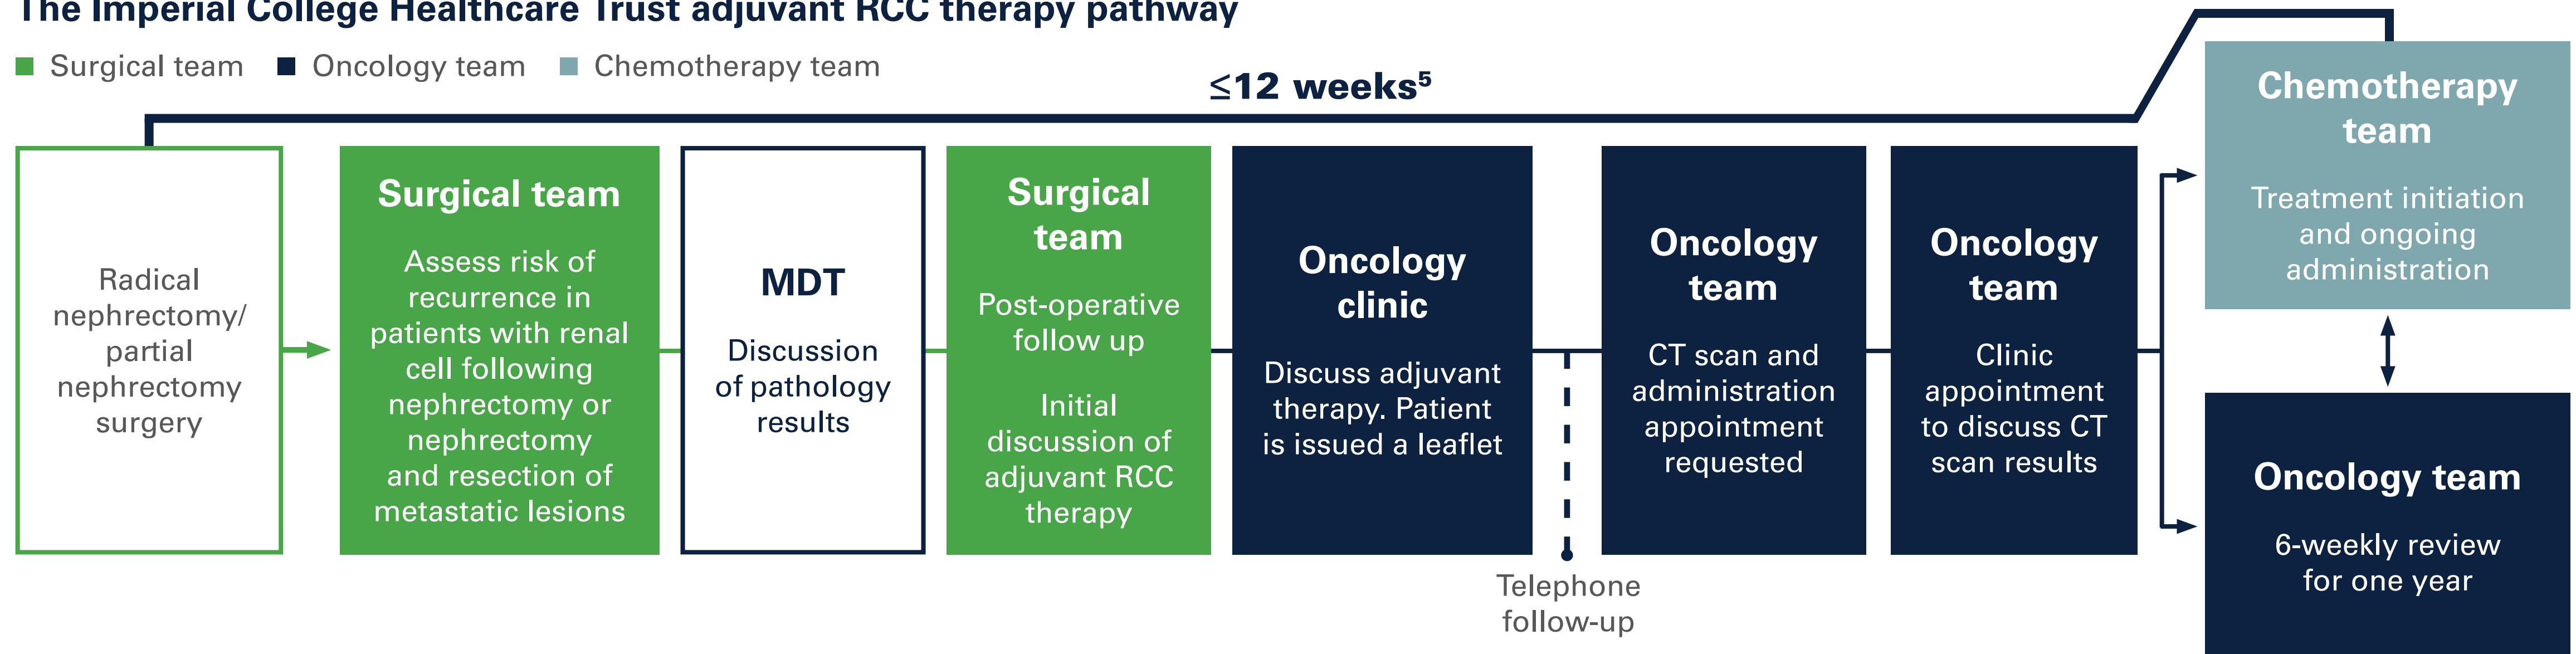 The Imperial College Healthcare Trust adjuvant RCC therapy pathway
Surgical team
Oncology team
Chemotherapy team
≤12 weeks⁵
Radical
nephrectomy/
partial
nephrectomy
surgery
Surgical team
Assess risk of
recurrence in
patients with renal
cell following
nephrectomy or
nephrectomy
and resection of
metastatic lesions
MDT
Discussion
of pathology
results
Surgical
team
Post-operative
follow up
Initial
discussion of
adjuvant RCC
therapy
Oncology
clinic
Discuss adjuvant
therapy. Patient
is issued a leaflet
Telephone
follow-up
Oncology
team
CT scan and
administration
appointment
requested
Oncology
team
Clinic
appointment
to discuss CT
scan results
Chemotherapy
team
Treatment initiation
and ongoing
administration
Oncology team
6-weekly review
for one year